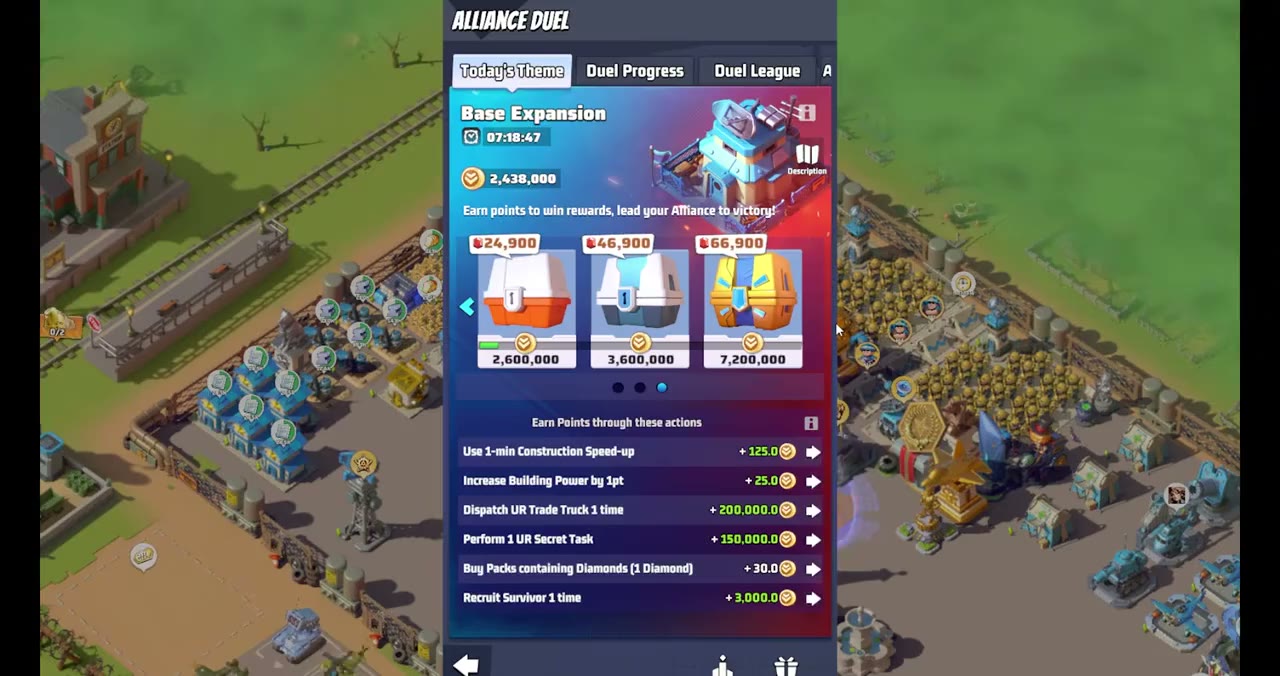 ALLIANCE DUEL
Today's Theme
Duel Progress
Duel League
A
Base Expansion
07:18:47
Description
2,438,000
Earn points to win rewards, lead your Alliance to victory!
24,900
46,900
66,900
1
1
2,600,000
3,600,000
7,200,000
0/2
Earn Points through these actions
Use 1-min Construction Speed-up
+ 125.0
Increase Building Power by 1pt
+ 25.0
Dispatch UR Trade Truck 1 time
+ 200,000.0
Perform 1 UR Secret Task
+ 150,000.0
Buy Packs containing Diamonds (1 Diamond)
+ 30.0
Recruit Survivor 1 time
+ 3,000.0